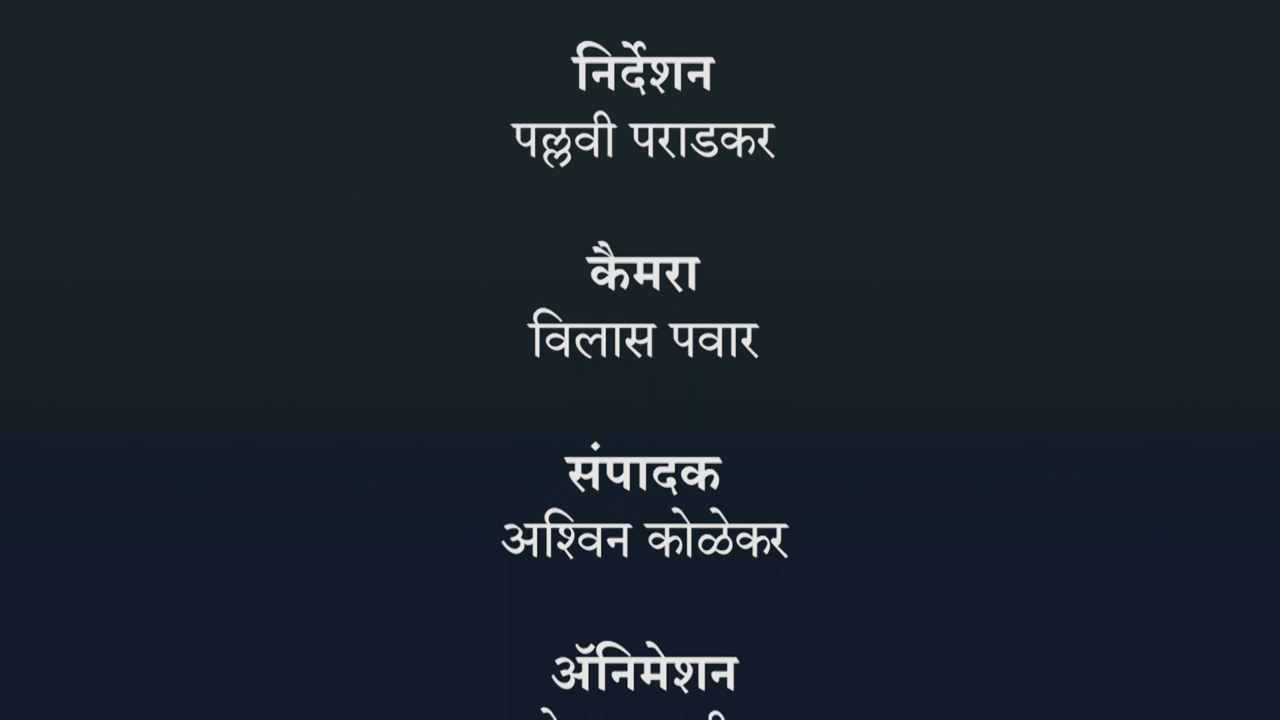 निर्देशन
पल्लवी पराडकर
कैमरा
विलास पवार
संपादक
अश्विन कोळेकर
ॲनिमेशन